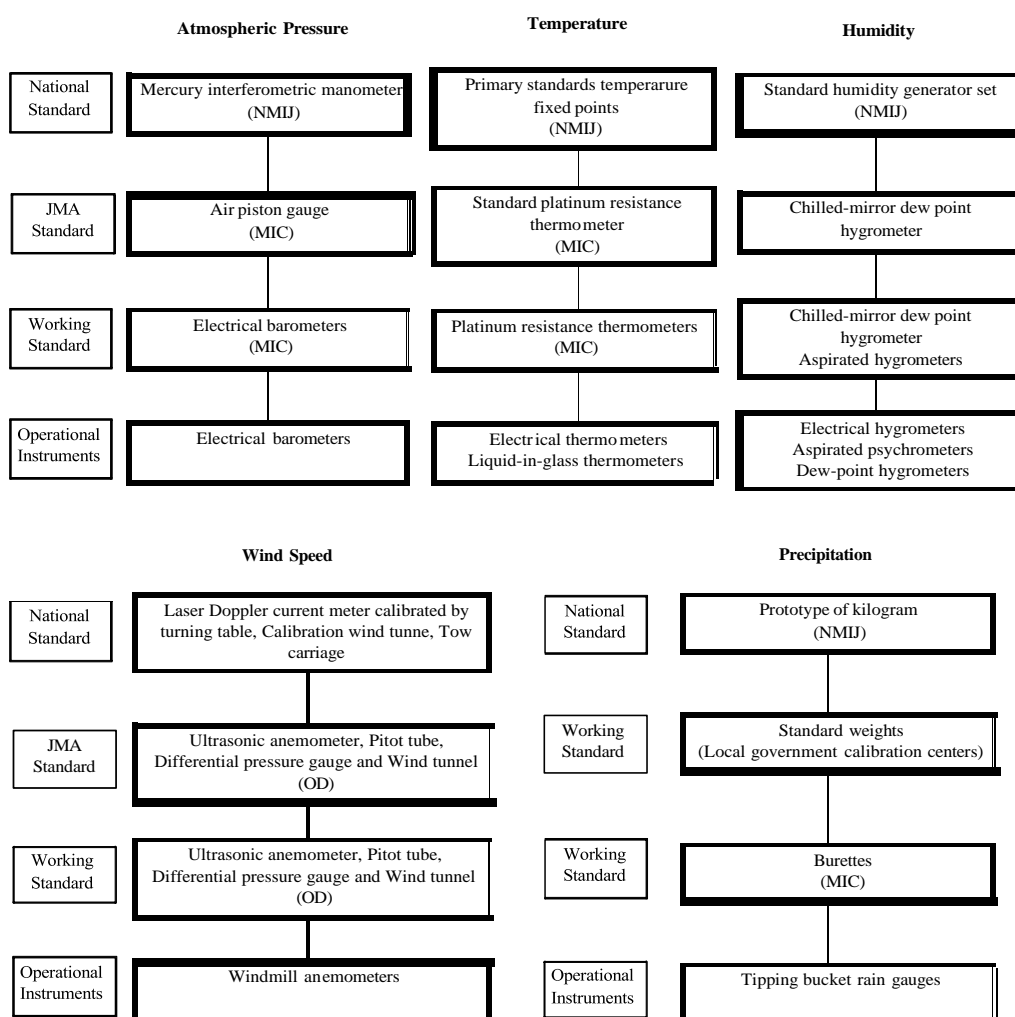 Atmospheric Pressure
Temperature
Humidity
National
Standard
Mercury interferometric manometer
(NMIJ)
Primary standards temperarure
fixed points
(NMIJ)
Standard humidity generator set
(NMIJ)
JMA
Standard
Air piston gauge
(MIC)
Standard platinum resistance
thermometer
(MIC)
Chilled-mirror dew point
hygrometer
Working
Standard
Electrical barometers
(MIC)
Platinum resistance thermometers
(MIC)
Chilled-mirror dew point
hygrometer
Aspirated hygrometers
Operational
Instruments
Electrical barometers
Electrical thermometers
Liquid-in-glass thermometers
Electrical hygrometers
Aspirated psychrometers
Dew-point hygrometers
Wind Speed
National
Standard
Laser Doppler current meter calibrated by
turning table, Calibration wind tunne, Tow
carriage
JMA
Standard
Ultrasonic anemometer, Pitot tube,
Differential pressure gauge and Wind tunnel
(OD)
Working
Standard
Ultrasonic anemometer, Pitot tube,
Differential pressure gauge and Wind tunnel
(OD)
Operational
Instruments
Windmill anemometers
Precipitation
National
Standard
Prototype of kilogram
(NMIJ)
Working
Standard
Standard weights
(Local government calibration centers)
Working
Standard
Burettes
(MIC)
Operational
Instruments
Tipping bucket rain gauges